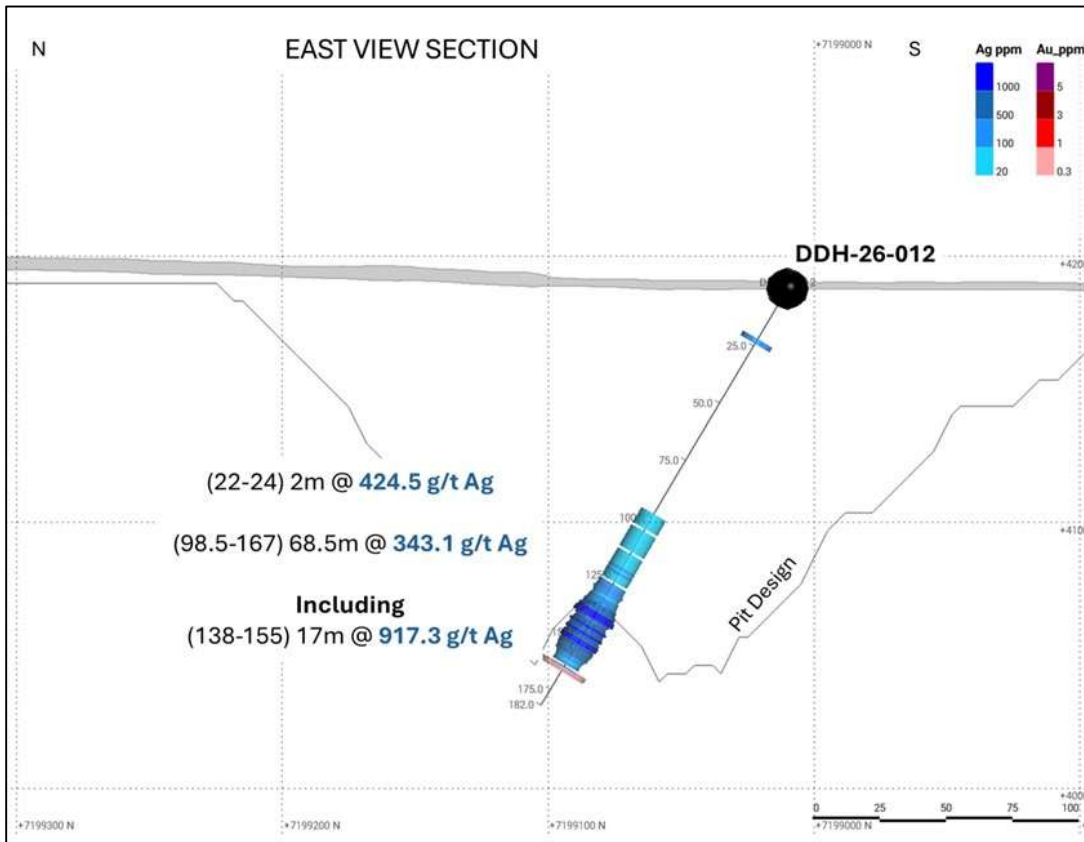 N
EAST VIEW SECTION
+7199000 N
S
Ag ppm
Au_ppm
1000
500
100
20
5
3
1
0.3
DDH-26-012
+420
25.0
50.0
75.0
(22-24) 2m @ 424.5 g/t Ag
100
+410
(98.5-167) 68.5m @ 343.1 g/t Ag
125
Including
(138-155) 17m @ 917.3 g/t Ag
Pit Design
175.0
182.0
+400
0 25 50 75 100
+7199300 N
+7199200 N
+7199100 N
+7199000 N